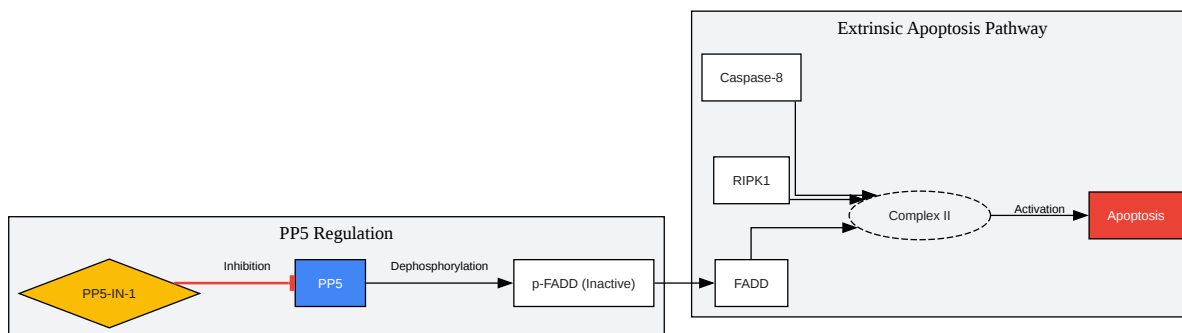 Extrinsic Apoptosis Pathway
Caspase-8
RIPK1
Complex II
Activation
Apoptosis
PP5 Regulation
PP5-IN-1
Inhibition
PP5
Dephosphorylation
p-FADD (Inactive)
FADD